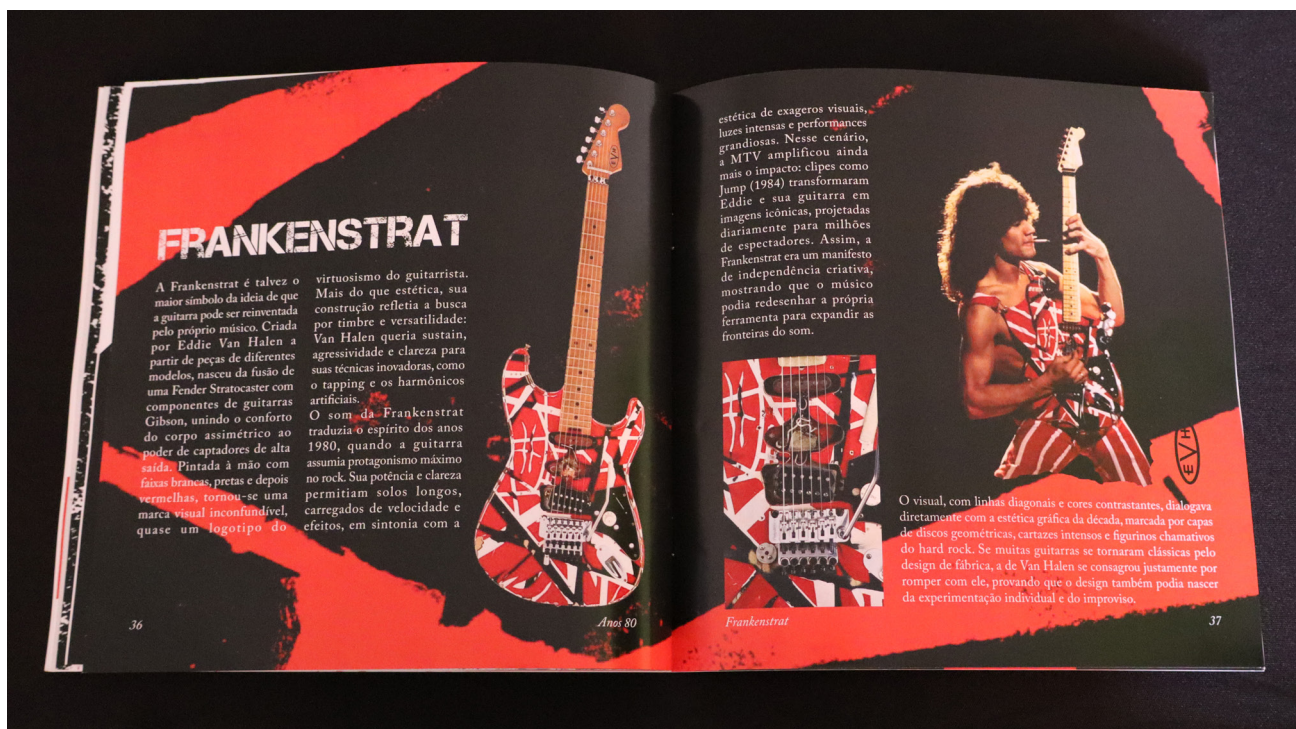 FRANKENSTRAT
A Frankenstrat é talvez o
maior símbolo da ideia de que
a guitarra pode ser reinventada
pelo próprio músico. Criada
por Eddie Van Halen a
partir de peças de diferentes
modelos, nasceu da fusão de
uma Fender Stratocaster com
componentes de guitarras
Gibson, unindo o conforto
do corpo assimétrico ao
poder de captadores de alta
saída. Pintada à mão com
faixas brancas, pretas e depois
vermelhas, tornou-se uma
marca visual inconfundível,
quase um logotipo do
virtuosismo do guitarrista.
Mais do que estética, sua
construção refletia a busca
por timbre e versatilidade:
Van Halen queria sustain,
agressividade e clareza para
suas técnicas inovadoras, como
o tapping e os harmônicos
artificiais.
O som da Frankenstrat
traduzia o espírito dos anos
1980, quando a guitarra
assumia protagonismo máximo
no rock. Sua potência e clareza
permitiam solos longos,
carregados de velocidade e
efeitos, em sintonia com a
36
Anos 80
estética de exageros visuais,
luzes intensas e performances
grandiosas. Nesse cenário,
a MTV amplificou ainda
mais o impacto: clipes como
Jump (1984) transformaram
Eddie e sua guitarra em
imagens icônicas, projetadas
diariamente para milhões
de espectadores. Assim, a
Frankenstrat era um manifesto
de independência criativa,
mostrando que o músico
podia redesenhar a própria
ferramenta para expandir as
fronteiras do som.
EVH
O visual, com linhas diagonais e cores contrastantes, dialogava
diretamente com a estética gráfica da década, marcada por capas
de discos geométricas, cartazes intensos e figurinos chamativos
do hard rock. Se muitas guitarras se tornaram clássicas pelo
design de fábrica, a de Van Halen se consagrou justamente por
romper com ele, provando que o design também podia nascer
da experimentação individual e do improviso.
Frankenstrat
37